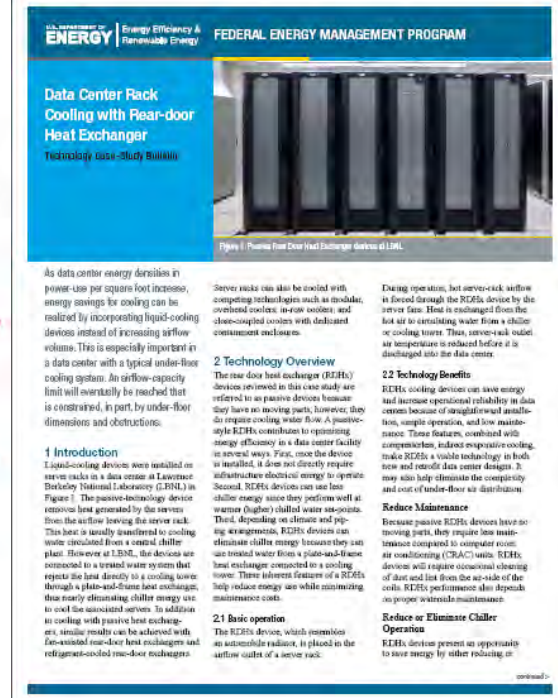 U.S. DEPARTMENT OF
ENERGY
Energy Efficiency &
Renewable Energy
FEDERAL ENERGY MANAGEMENT PROGRAM
Data Center Rack
Cooling with Rear-door
Heat Exchanger
Technology Case-Study Bulletin
Figure 1: Passive Rear Door Heat Exchanger devices at LBNL
As data center energy densities in
power-use per square foot increase,
energy savings for cooling can be
realized by incorporating liquid-cooling
devices instead of increasing airflow
volume. This is especially important in
a data center with a typical under-floor
cooling system. An airflow-capacity
limit will eventually be reached that
is constrained, in part, by under-floor
dimensions and obstructions.
1 Introduction
Liquid-cooling devices were installed on
server racks in a data center at Lawrence
Berkeley National Laboratory (LBNL) in
Figure 1. The passive-technology device
removes heat generated by the servers
from the airflow leaving the server rack.
This heat is usually transferred to cooling
water circulated from a central chiller
plant. However at LBNL, the devices are
connected to a treated water system that
rejects the heat directly to a cooling tower
through a plate-and-frame heat exchanger,
thus nearly eliminating chiller energy use
to cool the associated servers. In addition
to cooling with passive heat exchang-
ers, similar results can be achieved with
fan-assisted rear-door heat exchangers and
refrigerant-cooled rear-door exchangers.
Server racks can also be cooled with
competing technologies such as modular,
overhead coolers; in-row coolers; and
close-coupled coolers with dedicated
containment enclosures.
2 Technology Overview
The rear door heat exchanger (RDHx)
devices reviewed in this case study are
referred to as passive devices because
they have no moving parts; however, they
do require cooling water flow. A passive-
style RDHx contributes to optimizing
energy efficiency in a data center facility
in several ways. First, once the device
is installed, it does not directly require
infrastructure electrical energy to operate.
Second, RDHx devices can use less
chiller energy since they perform well at
warmer (higher) chilled water set-points.
Third, depending on climate and pip-
ing arrangements, RDHx devices can
eliminate chiller energy because they can
use treated water from a plate-and-frame
heat exchanger connected to a cooling
tower. These inherent features of a RDHx
help reduce energy use while minimizing
maintenance costs.
2.1 Basic operation
The RDHx device, which resembles
an automobile radiator, is placed in the
airflow outlet of a server rack.
During operation, hot server-rack airflow
is forced through the RDHx device by the
server fans. Heat is exchanged from the
hot air to circulating water from a chiller
or cooling tower. Thus, server-rack outlet
air temperature is reduced before it is
discharged into the data center.
2.2 Technology Benefits
RDHx cooling devices can save energy
and increase operational reliability in data
centers because of straightforward installa-
tion, simple operation, and low mainte-
nance. These features, combined with
compressorless, indirect evaporative cooling,
make RDHx a viable technology in both
new and retrofit data center designs. It
may also help eliminate the complexity
and cost of under-floor air distribution.
Reduce Maintenance
Because passive RDHx devices have no
moving parts, they require less main-
tenance compared to computer room
air conditioning (CRAC) units. RDHx
devices will require occasional cleaning
of dust and lint from the air-side of the
coils. RDHx performance also depends
on proper waterside maintenance.
Reduce or Eliminate Chiller
Operation
RDHx devices present an opportunity
to save energy by either reducing or
continued >